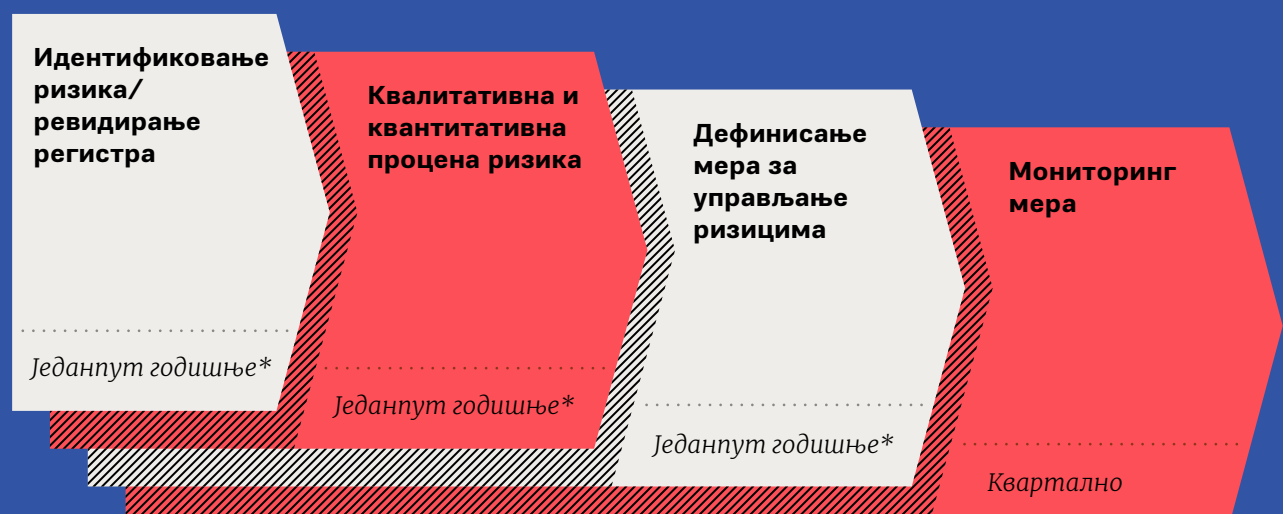 Идентификовање
ризика/
ревидирање
регистра
Једанпут годишње*
Квалитативна и
квантитативна
процена ризика
Једанпут годишње*
Дефинисање
мера за
управљање
ризицима
Једанпут годишње*
Мониторинг
мера
Квартално